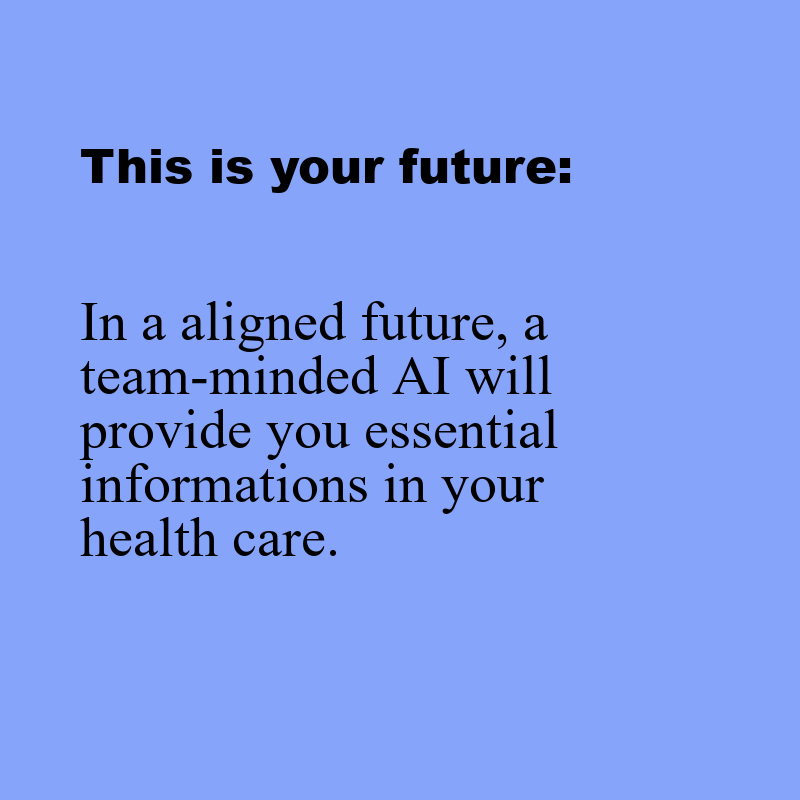 This is your future:
In a aligned future, a
team-minded AI will
provide you essential
informations in your
health care.